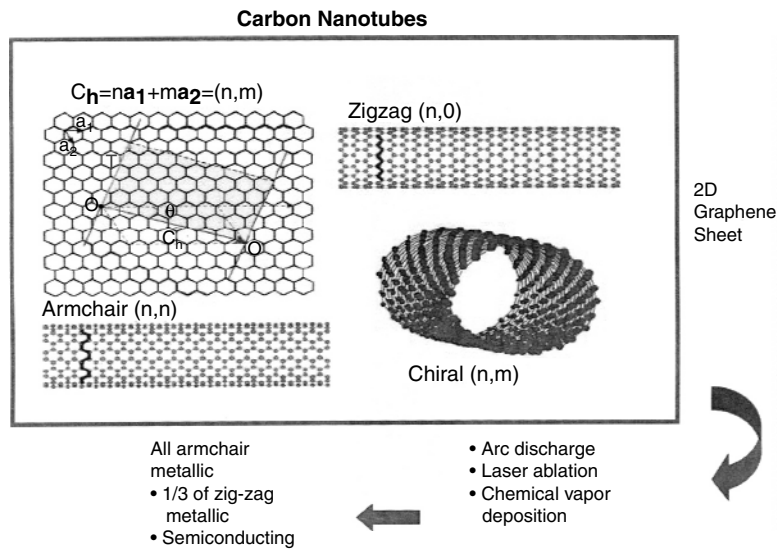 Carbon Nanotubes
Ch=na1+ma2=(n,m)
a1
a2
T
O
θ
Ch
O
Zigzag (n,0)
Armchair (n,n)
Chiral (n,m)
2D
Graphene
Sheet
• Arc discharge
• Laser ablation
• Chemical vapor
deposition
All armchair
metallic
• 1/3 of zig-zag
metallic
• Semiconducting